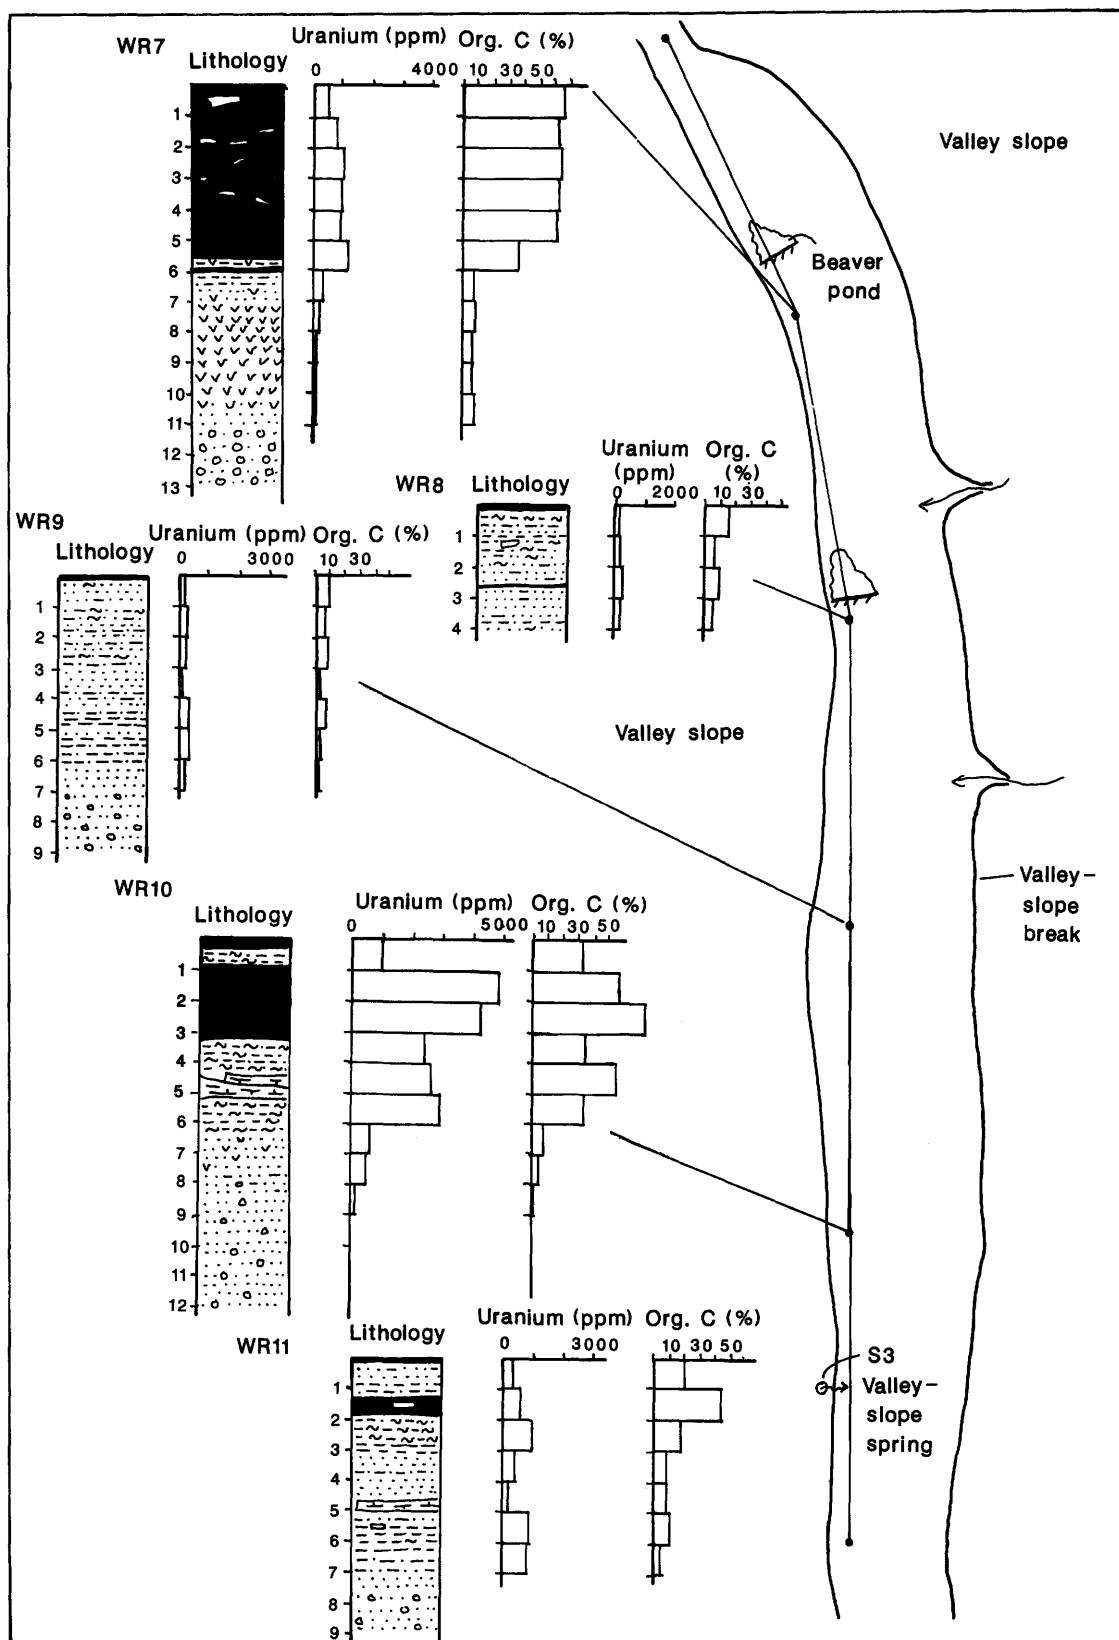 WR7
Uranium (ppm) Org. C (%)
Lithology
0 4000 10 30 50
1
2
3
4
5
6
7
8
9
10
11
12
13
Valley slope
Beaver
pond
WR8
Lithology
Uranium Org. C
(ppm) (%)
0 2000 10 30
1
2
3
4
WR9
Lithology
Uranium (ppm) Org. C (%)
0 3000 10 30
1
2
3
4
5
6
7
8
9
Valley slope
Valley-
slope
break
WR10
Lithology
Uranium (ppm) Org. C (%)
0 5000 10 30 50
1
2
3
4
5
6
7
8
9
10
11
12
WR11
Lithology
Uranium (ppm) Org. C (%)
0 3000 10 30 50
1
2
3
4
5
6
7
8
9
S3
Valley-
slope
spring